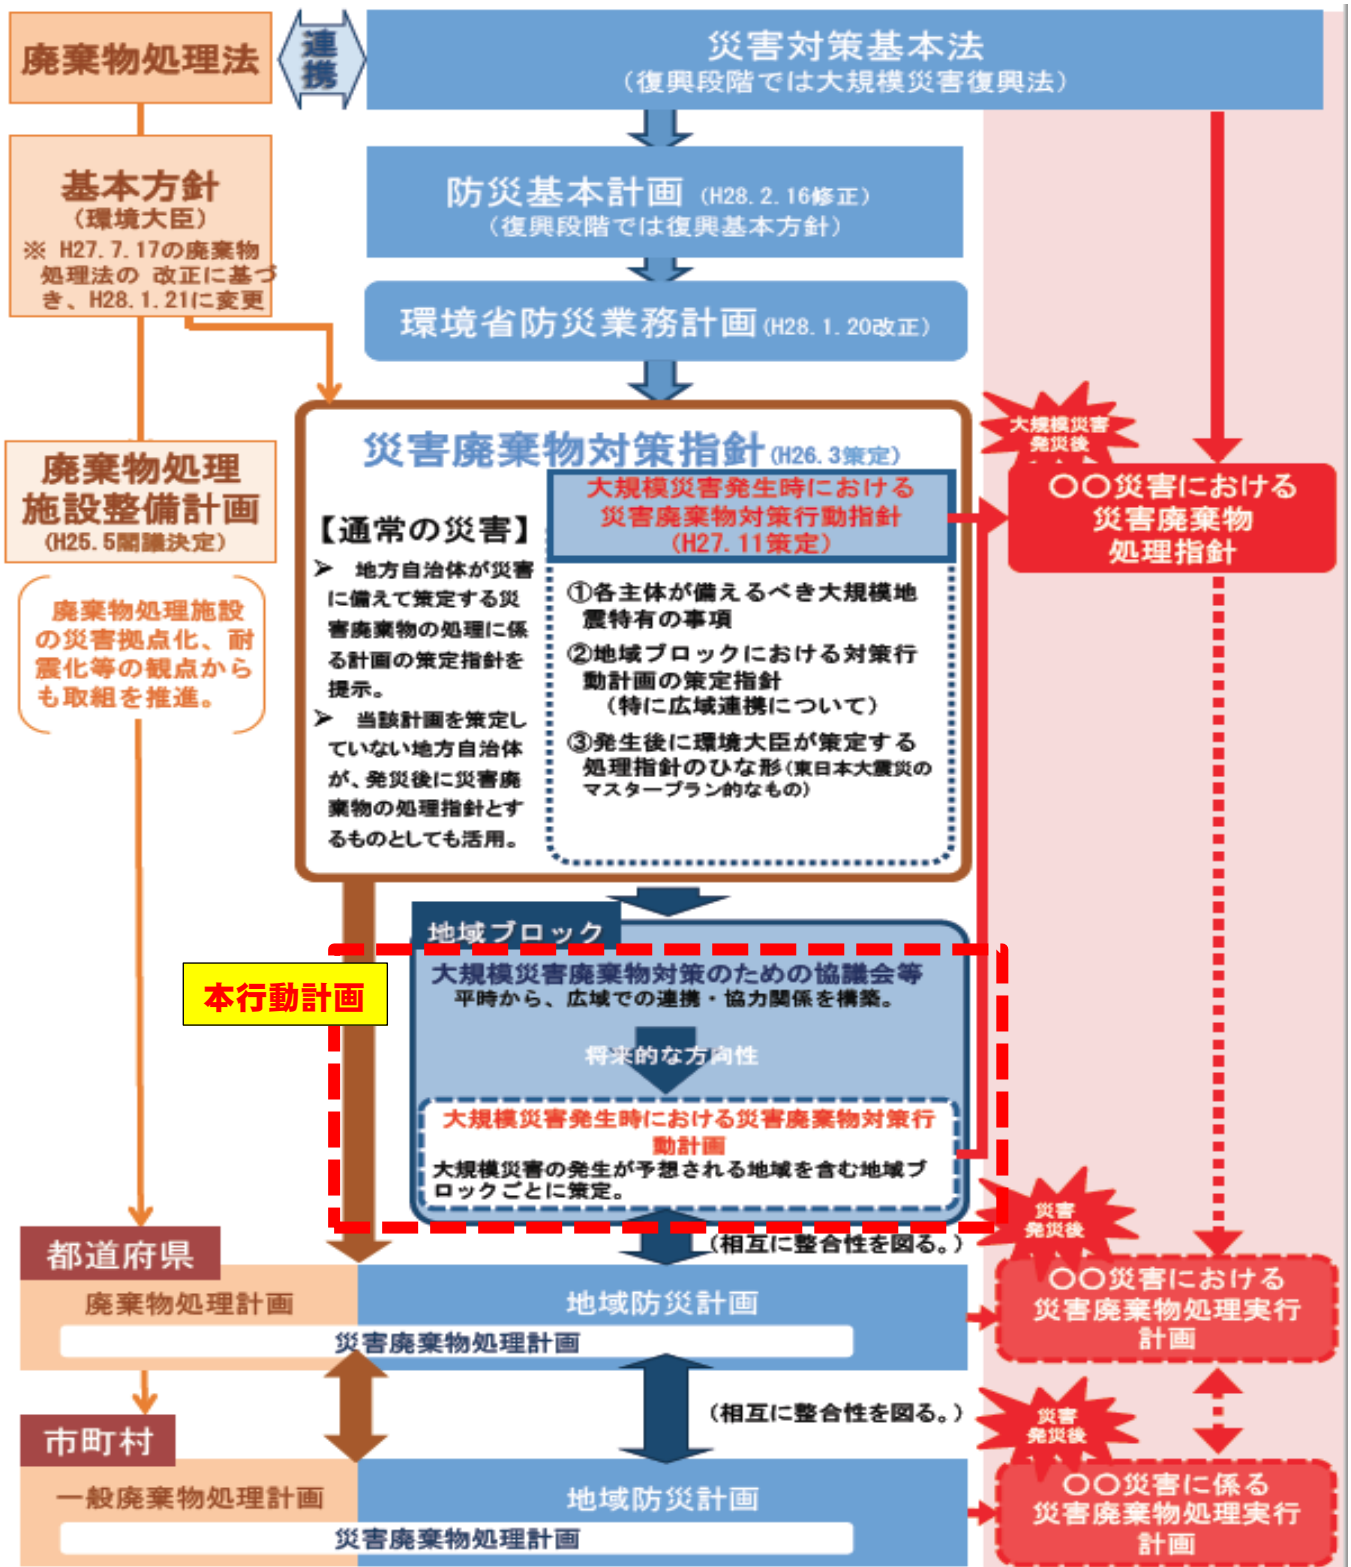 廃棄物処理法
連携
災害対策基本法
(復興段階では大規模災害復興法)
基本方針
(環境大臣)
※ H27.7.17の廃棄物
処理法の 改正に基づ
き、H28.1.21に変更
防災基本計画 (H28.2.16修正)
(復興段階では復興基本方針)
環境省防災業務計画(H28.1.20改正)
廃棄物処理
施設整備計画
(H25.5閣議決定)
廃棄物処理施設
の災害拠点化、耐
震化等の観点から
も取組を推進。
災害廃棄物対策指針(H26.3策定)
【通常の災害】
➢ 地方自治体が災害
に備えて策定する災
害廃棄物の処理に係
る計画の策定指針を
提示。
➢ 当該計画を策定し
ていない地方自治体
が、発災後に災害廃
棄物の処理指針とす
るものとしても活用。
大規模災害発生時における
災害廃棄物対策行動指針
(H27.11策定)
①各主体が備えるべき大規模地
震特有の事項
②地域ブロックにおける対策行
動計画の策定指針
(特に広域連携について)
③発生後に環境大臣が策定する
処理指針のひな形(東日本大震災の
マスタープラン的なもの)
大規模災害
発災後
〇〇災害における
災害廃棄物
処理指針
地域ブロック
大規模災害廃棄物対策のための協議会等
平時から、広域での連携・協力関係を構築。
本行動計画
将来的な方向性
大規模災害発生時における災害廃棄物対策行
動計画
大規模災害の発生が予想される地域を含む地域ブ
ロックごとに策定。
(相互に整合性を図る。)
都道府県
廃棄物処理計画
地域防災計画
災害廃棄物処理計画
災害
発災後
〇〇災害における
災害廃棄物処理実行
計画
(相互に整合性を図る。)
市町村
一般廃棄物処理計画
地域防災計画
災害廃棄物処理計画
災害
発災後
〇〇災害に係る
災害廃棄物処理実行
計画